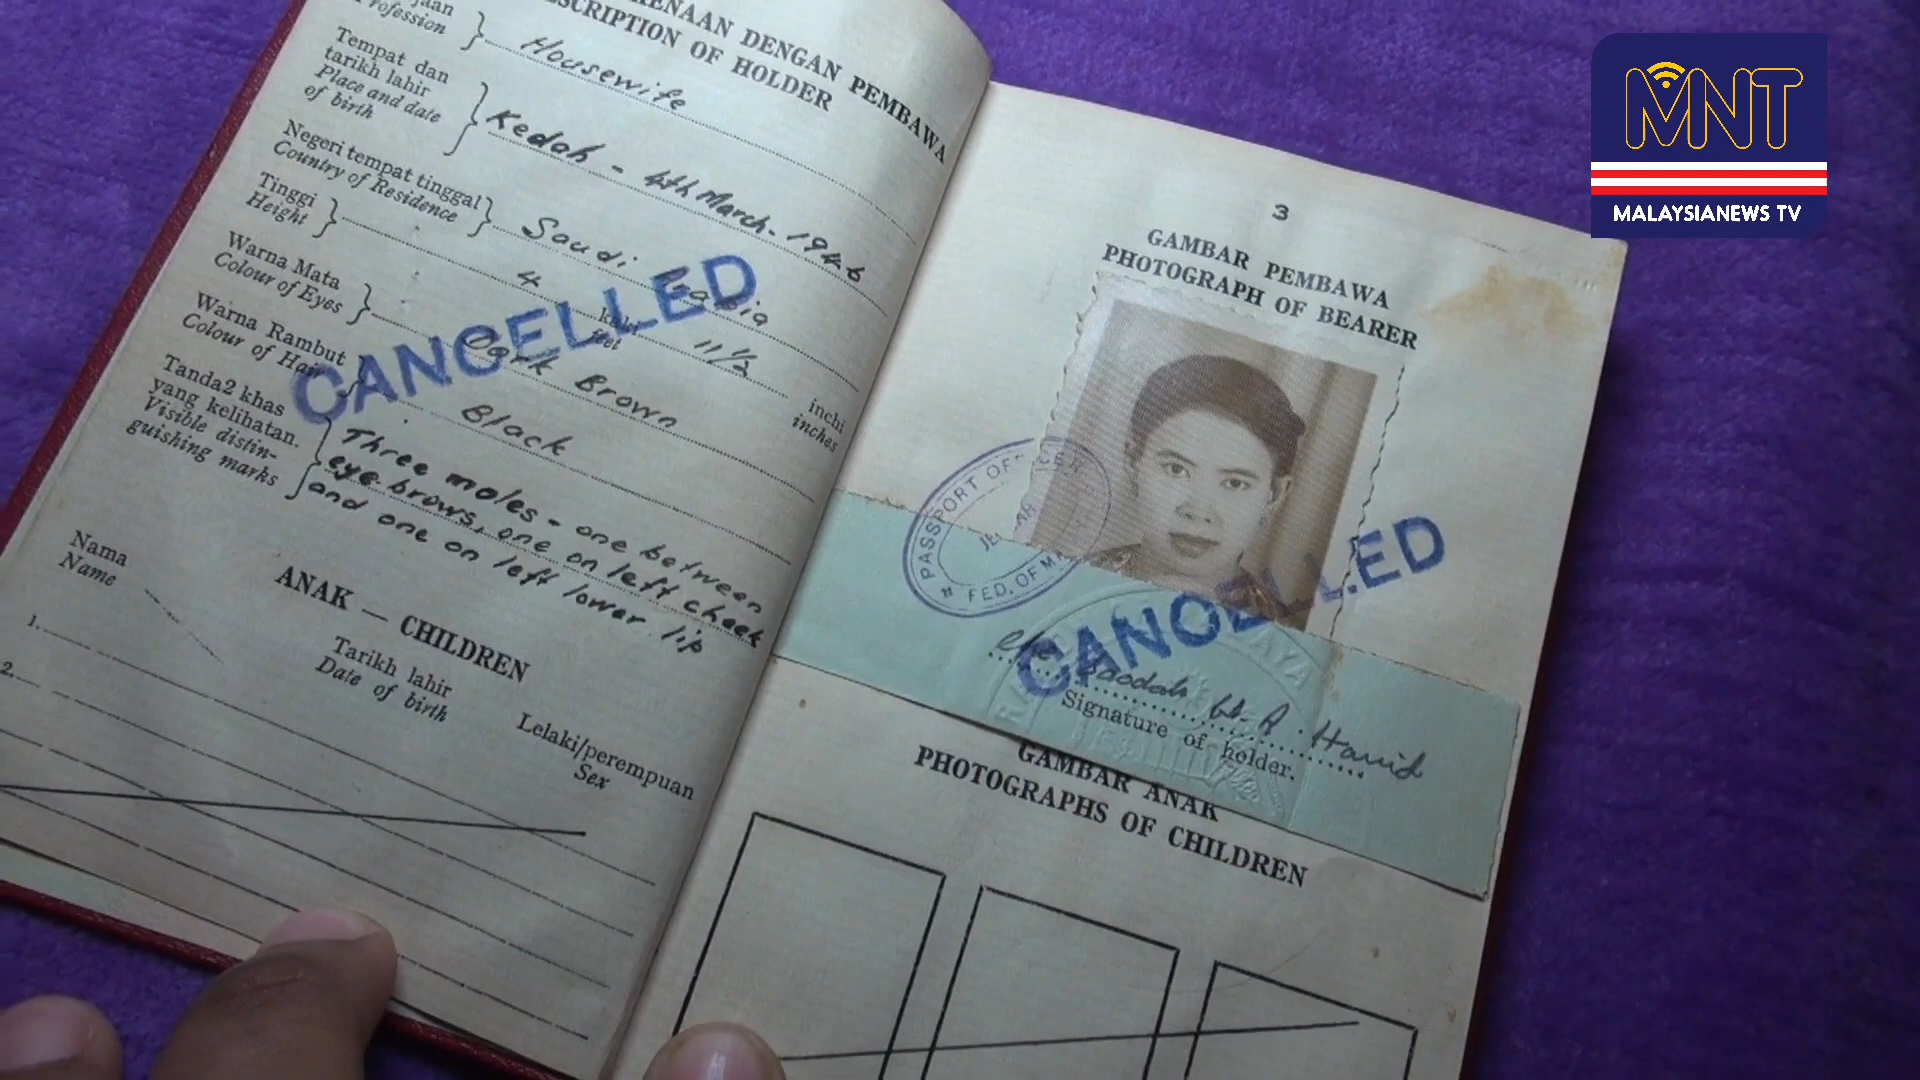 Profession
Housewife
KENAAN DENGAN PEMBAWA
DESCRIPTION OF HOLDER
Tempat dan
tarikh lahir
Place and date
of birth
Kedah - 4th March - 1946
Negeri tempat tinggal
Country of Residence
Saudi Arabia
Tinggi
Height
4 kaki 11½ inchi
feet inches
Warna Mata
Colour of Eyes
Dark Brown
Warna Rambut
Colour of Hair
Black
Tanda2 khas
yang kelihatan.
Visible distin-
guishing marks
Three moles - one between
eye-brows, one on left cheek
and one on left lower lip
CANCELLED
ANAK — CHILDREN
Nama
Name
Tarikh lahir
Date of birth
Lelaki/perempuan
Sex
1.
2.
3
GAMBAR PEMBAWA
PHOTOGRAPH OF BEARER
PASSPORT OFFICER
FED. OF
CANCELLED
Saodah bt. A. Hamid
Signature of holder.
GAMBAR ANAK
PHOTOGRAPHS OF CHILDREN
MNT
MALAYSIANEWS TV